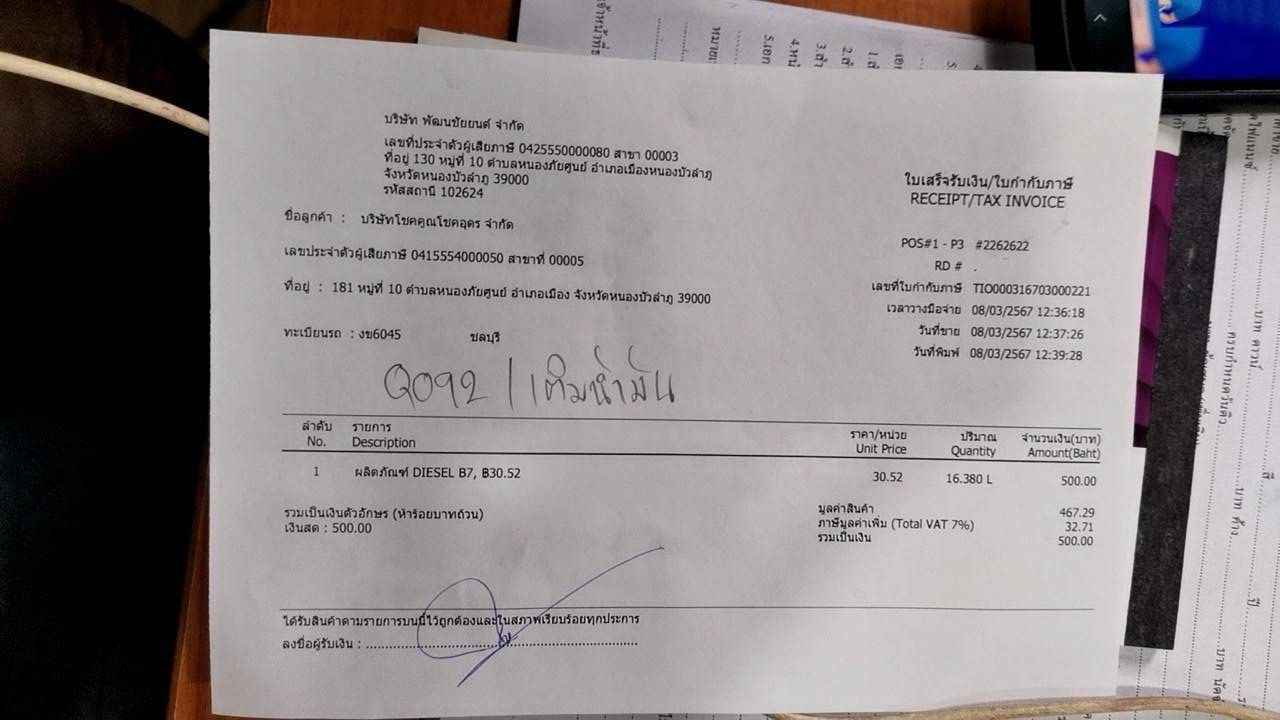 บริษัท พัฒนชัยยนต์ จำกัด
เลขที่ประจำตัวผู้เสียภาษี 0425550000080 สาขา 00003
ที่อยู่ 130 หมู่ที่ 10 ตำบลหนองภัยศูนย์ อำเภอเมืองหนองบัวลำภู
จังหวัดหนองบัวลำภู 39000
รหัสสถานี 102624
ใบเสร็จรับเงิน/ใบกำกับภาษี
RECEIPT/TAX INVOICE
ชื่อลูกค้า : บริษัทโชคคูณโชคอุดร จำกัด
POS#1 - P3 #2262622
เลขประจำตัวผู้เสียภาษี 0415554000050 สาขาที่ 00005
RD # .
ที่อยู่ : 181 หมู่ที่ 10 ตำบลหนองภัยศูนย์ อำเภอเมือง จังหวัดหนองบัวลำภู 39000
เลขที่ใบกำกับภาษี TIO000316703000221
เวลาวางมือจ่าย 08/03/2567 12:36:18
ทะเบียนรถ : งข6045 ชลบุรี
วันที่ขาย 08/03/2567 12:37:26
วันที่พิมพ์ 08/03/2567 12:39:28
Q092 / เติมน้ำมัน
ลำดับ รายการ ราคา/หน่วย ปริมาณ จำนวนเงิน(บาท)
No. Description Unit Price Quantity Amount(Baht)
1 ผลิตภัณฑ์ DIESEL B7, ฿30.52 30.52 16.380 L 500.00
รวมเป็นเงินตัวอักษร (ห้าร้อยบาทถ้วน) มูลค่าสินค้า 467.29
เงินสด : 500.00 ภาษีมูลค่าเพิ่ม (Total VAT 7%) 32.71
รวมเป็นเงิน 500.00
ได้รับสินค้าตามรายการบนนี้ไว้ถูกต้องและในสภาพเรียบร้อยทุกประการ
ลงชื่อผู้รับเงิน :